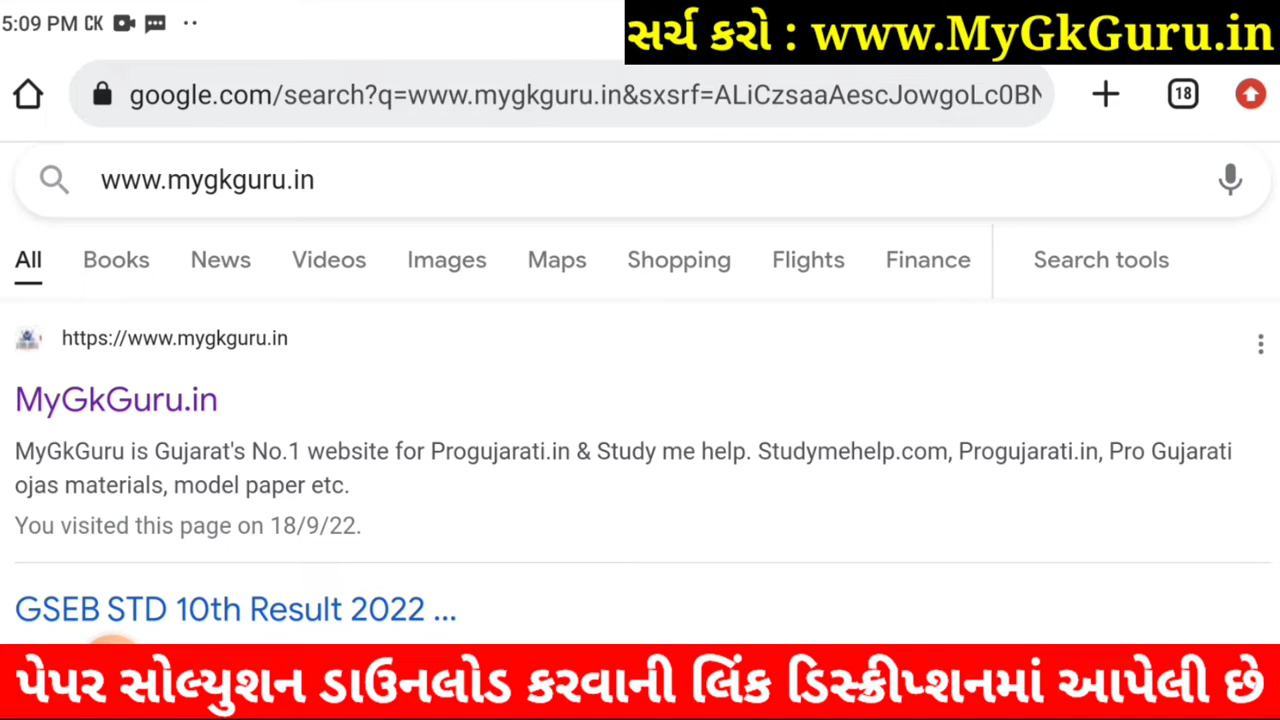 5:09 PM CK
સર્ચ કરો : www.MyGkGuru.in
google.com/search?q=www.mygkguru.in&sxsrf=ALiCzsaaAescJowgoLc0BN
18
www.mygkguru.in
All Books News Videos Images Maps Shopping Flights Finance Search tools
https://www.mygkguru.in
MyGkGuru.in
MyGkGuru is Gujarat's No.1 website for Progujarati.in & Study me help. Studymehelp.com, Progujarati.in, Pro Gujarati
ojas materials, model paper etc.
You visited this page on 18/9/22.
GSEB STD 10th Result 2022 ...
પેપર સોલ્યુશન ડાઉનલોડ કરવાની લિંક ડિસ્ક્રીપ્શનમાં આપેલી છે